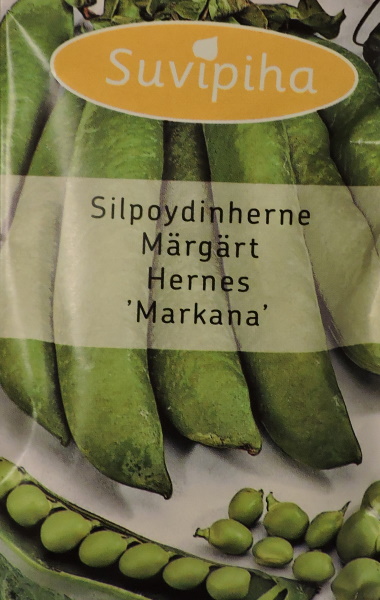 Suvipiha
Silpoydinherne
Märgärt
Hernes
'Markana'